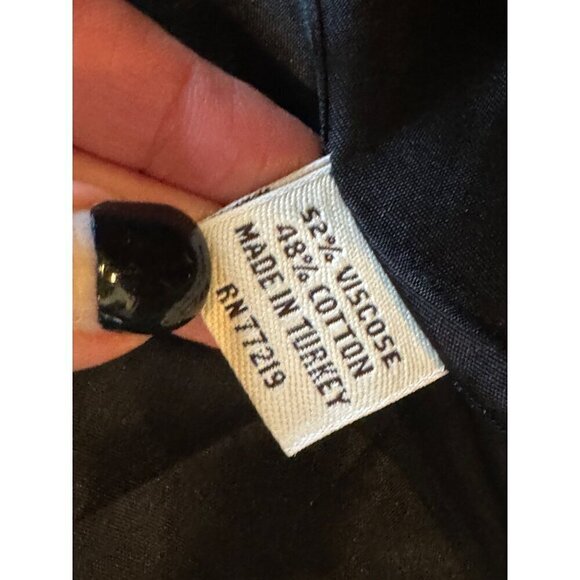 52% VISCOSE
48% COTTON
MADE IN TURKEY
RN 77219